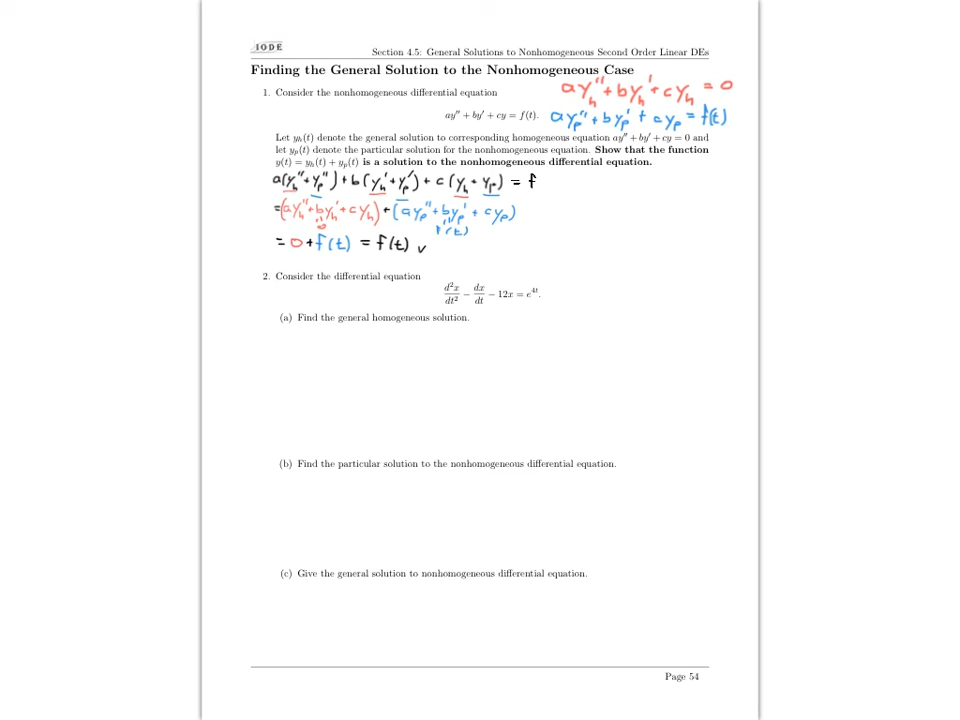 IODE
Section 4.5: General Solutions to Nonhomogeneous Second Order Linear DEs
Finding the General Solution to the Nonhomogeneous Case
ay_h'' + by_h' + cy_h = 0
1. Consider the nonhomogeneous differential equation
ay'' + by' + cy = f(t).
ay_p'' + by_p' + cy_p = f(t)
Let y_h(t) denote the general solution to corresponding homogeneous equation ay'' + by' + cy = 0 and
let y_p(t) denote the particular solution for the nonhomogeneous equation. Show that the function
y(t) = y_h(t) + y_p(t) is a solution to the nonhomogeneous differential equation.
a(y_h'' + y_p'') + b(y_h' + y_p') + c(y_h + y_p) = f
= (ay_h'' + by_h' + cy_h) + (ay_p'' + by_p' + cy_p)
0 f(t)
= 0 + f(t) = f(t) ✓
2. Consider the differential equation
d²x/dt² − dx/dt − 12x = e^{4t}.
(a) Find the general homogeneous solution.
(b) Find the particular solution to the nonhomogeneous differential equation.
(c) Give the general solution to nonhomogeneous differential equation.
Page 54